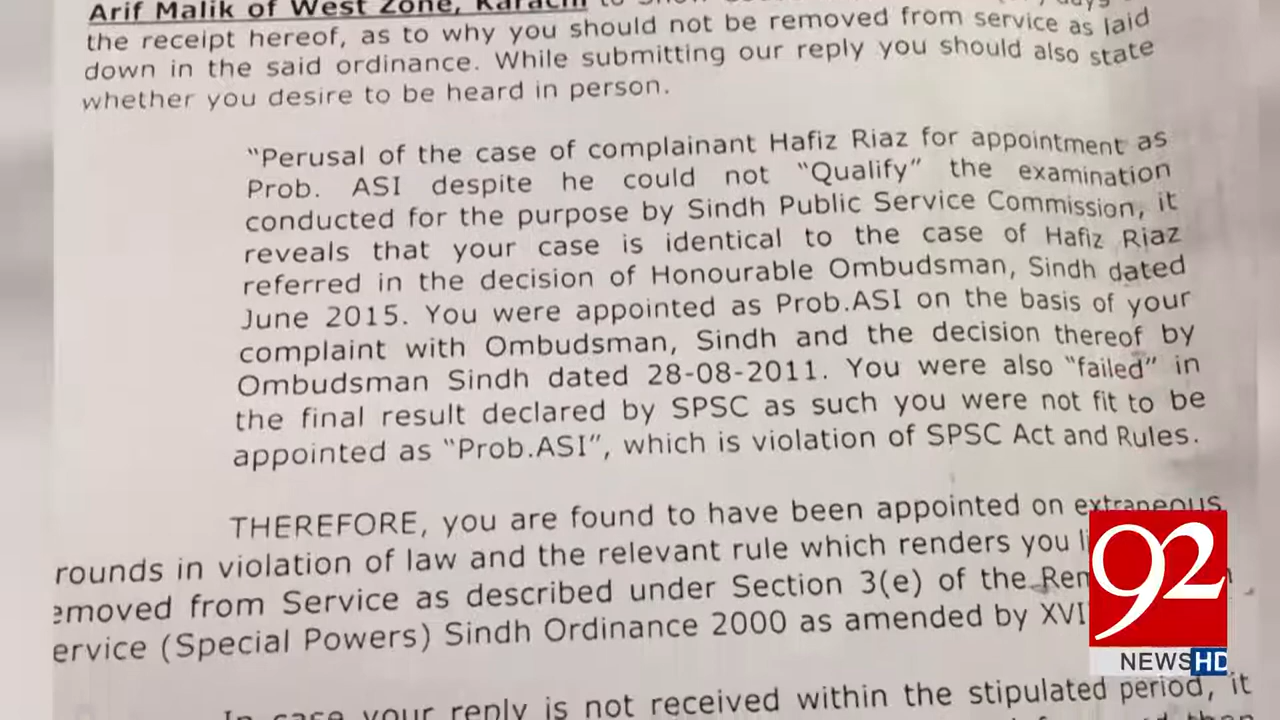 Arif Malik of West Zone, Karachi to Show
the receipt hereof, as to why you should not be removed from service as laid
down in the said ordinance. While submitting our reply you should also state
whether you desire to be heard in person.
"Perusal of the case of complainant Hafiz Riaz for appointment as
Prob. ASI despite he could not "Qualify" the examination
conducted for the purpose by Sindh Public Service Commission, it
reveals that your case is identical to the case of Hafiz Riaz
referred in the decision of Honourable Ombudsman, Sindh dated
June 2015. You were appointed as Prob.ASI on the basis of your
complaint with Ombudsman, Sindh and the decision thereof by
Ombudsman Sindh dated 28-08-2011. You were also "failed" in
the final result declared by SPSC as such you were not fit to be
appointed as "Prob.ASI", which is violation of SPSC Act and Rules.
THEREFORE, you are found to have been appointed on extraneous
rounds in violation of law and the relevant rule which renders you
emoved from Service as described under Section 3(e) of the
ervice (Special Powers) Sindh Ordinance 2000 as amended by XVI
In case your reply is not received within the stipulated period, it
92
NEWS HD